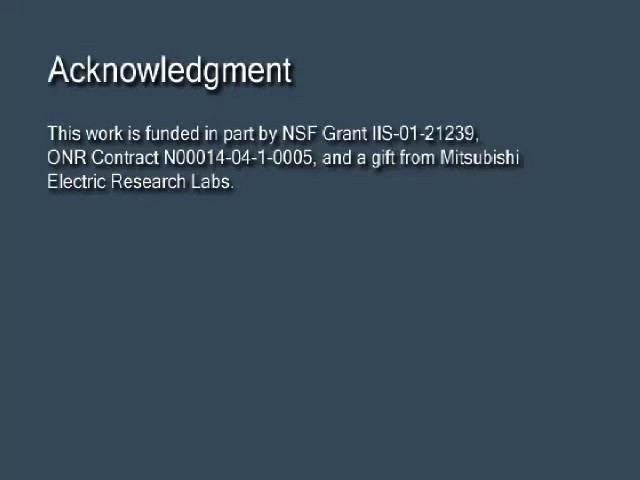 Acknowledgment
This work is funded in part by NSF Grant IIS-01-21239,
ONR Contract N00014-04-1-0005, and a gift from Mitsubishi
Electric Research Labs.